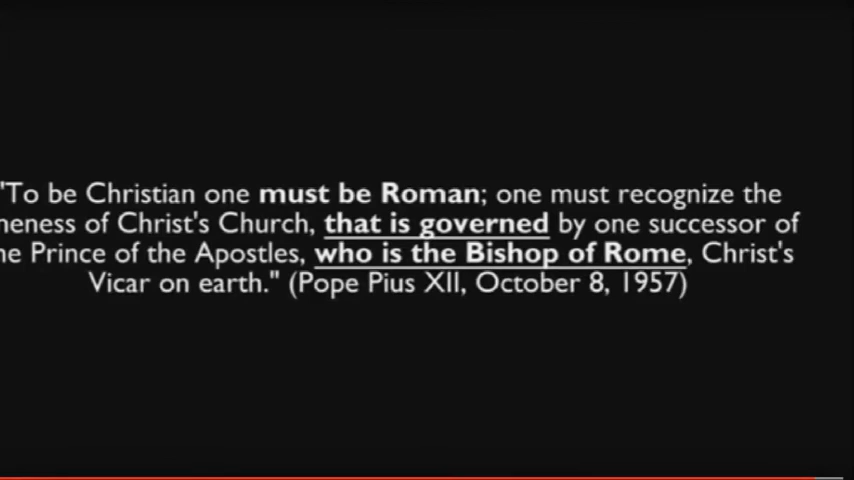 "To be Christian one must be Roman; one must recognize the
neness of Christ's Church, that is governed by one successor of
he Prince of the Apostles, who is the Bishop of Rome, Christ's
Vicar on earth." (Pope Pius XII, October 8, 1957)